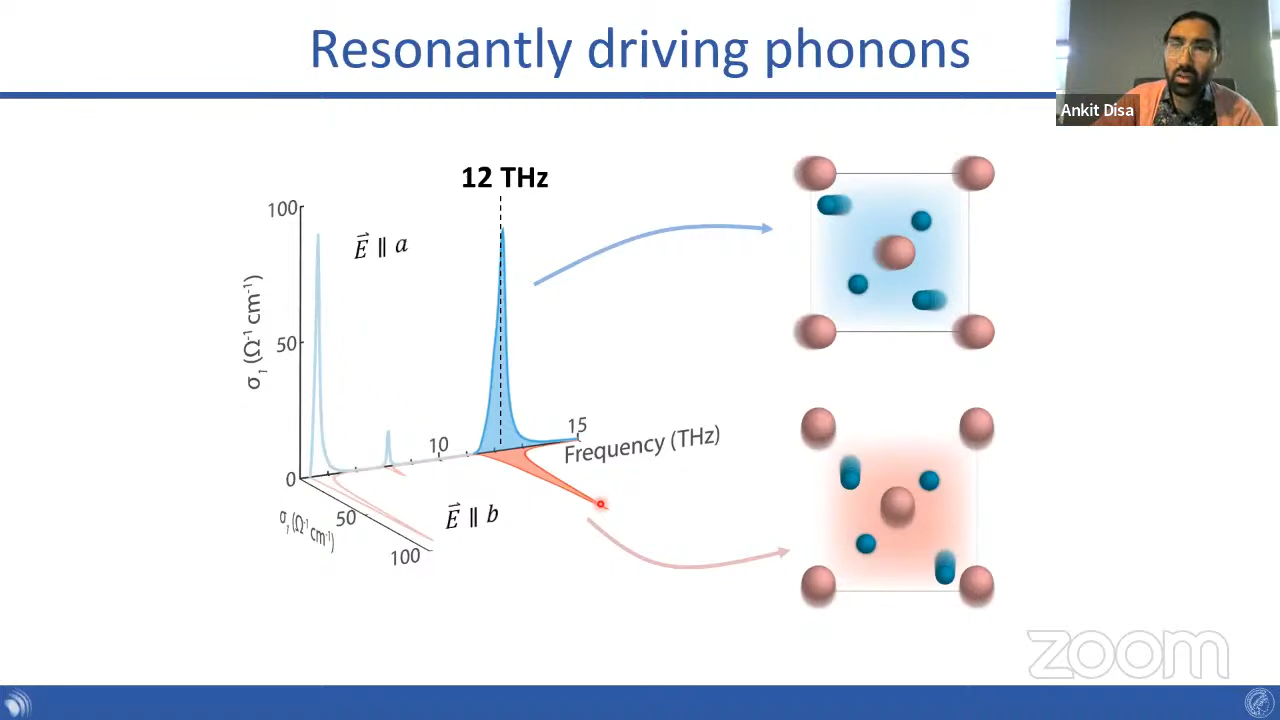 Resonantly driving phonons
Ankit Disa
12 THz
100
E⃗ ∥ a
σ₁ (Ω⁻¹ cm⁻¹)
50
15
10
Frequency (THz)
0
σ₁ (Ω⁻¹ cm⁻¹)
50
E⃗ ∥ b
100
zoom